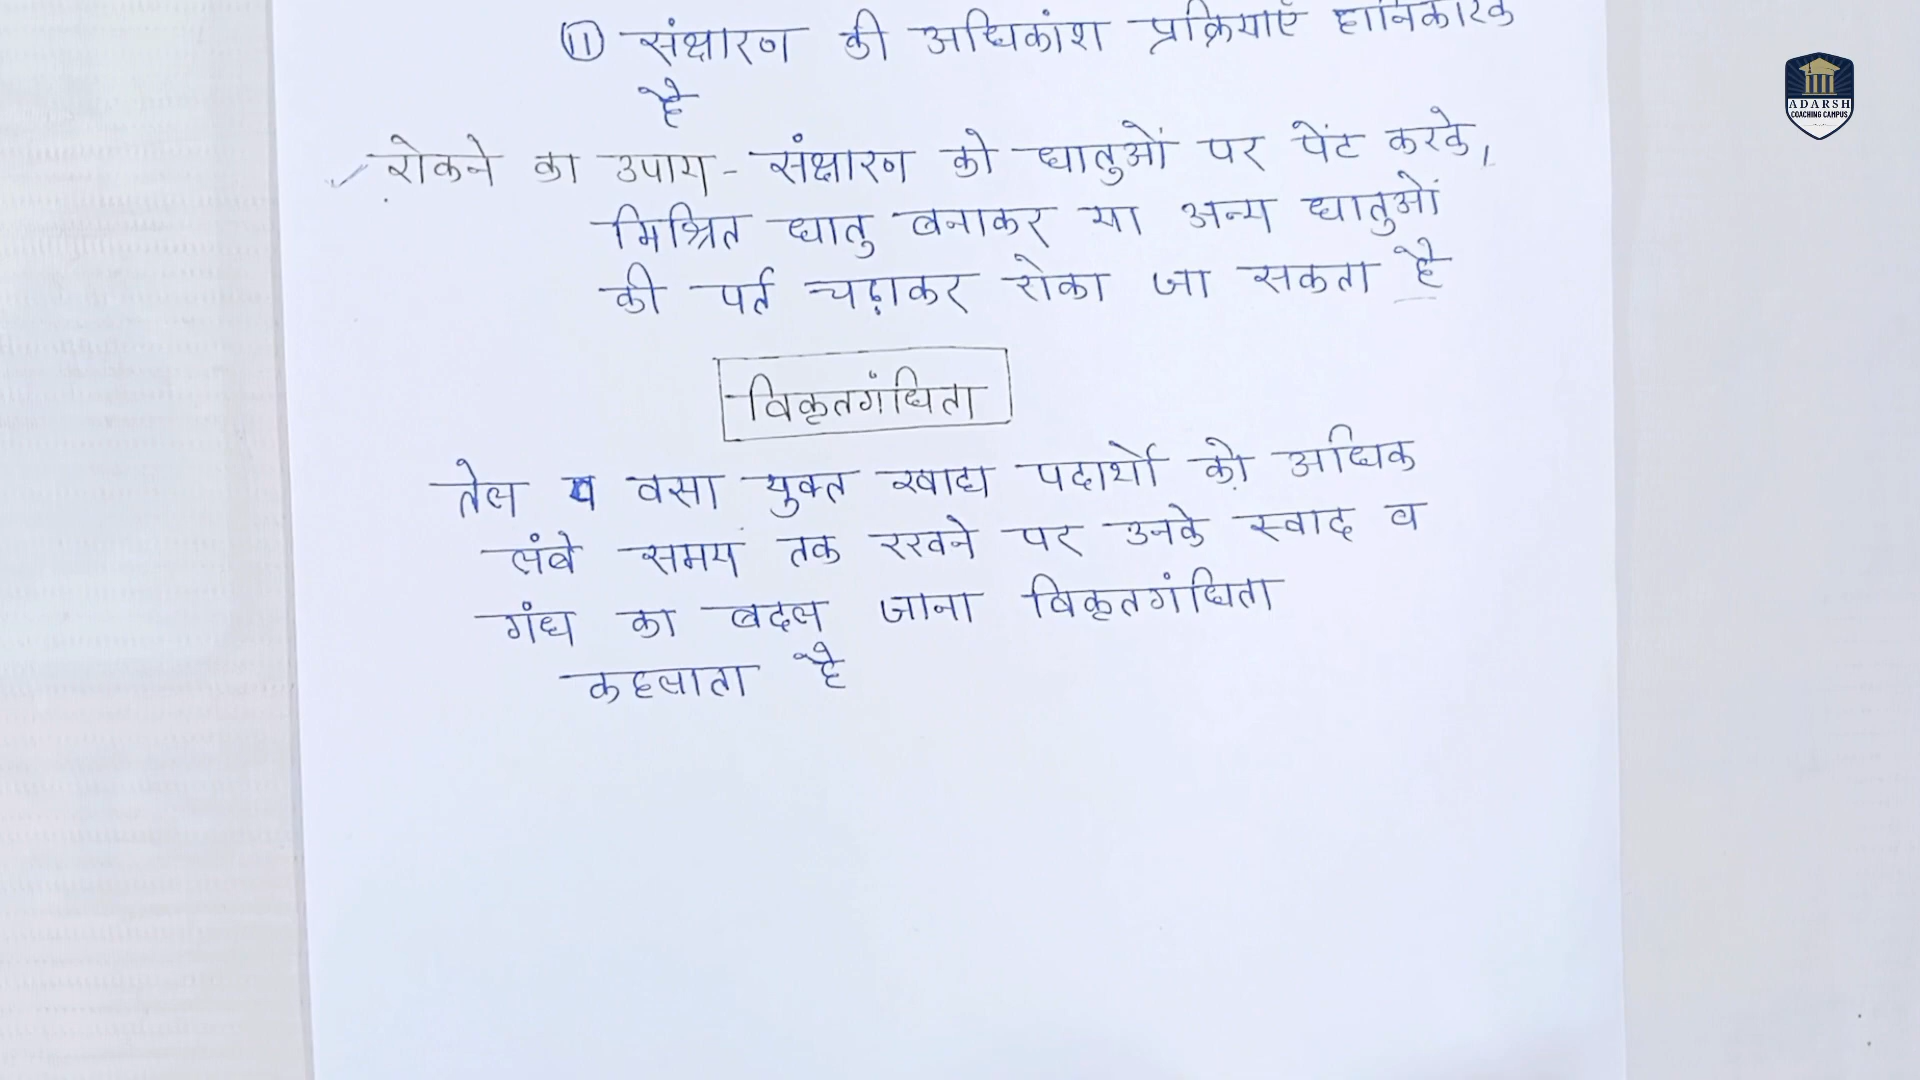 (11) संक्षारण की अधिकांश प्रक्रियाएँ हानिकारक
है
रोकने का उपाय - संक्षारण को धातुओं पर पेंट करके,
मिश्रित धातु बनाकर या अन्य धातुओं
की पर्त चढ़ाकर रोका जा सकता है
विकृतगंधिता
तेल व वसा युक्त खाद्य पदार्थो को अधिक
लंबे समय तक रखने पर उनके स्वाद व
गंध का बदल जाना विकृतगंधिता
कहलाता है
ADARSH
COACHING CAMPUS